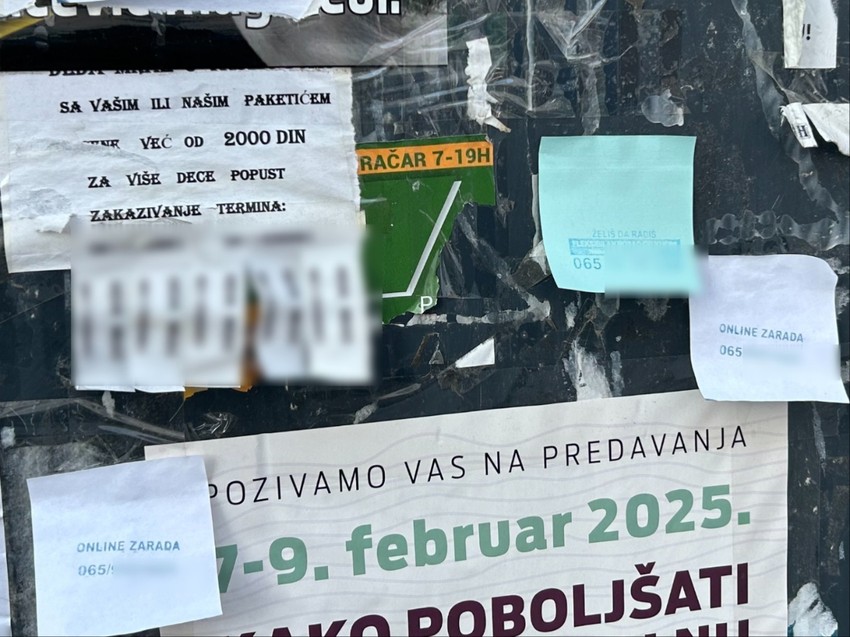 SA VAŠIM ILI NAŠIM PAKETIĆEM
VEĆ OD 2000 DIN
ZA VIŠE DECE POPUST
ZAKAZIVANJE TERMINA:
RAČAR 7-19H
P
ŽELIŠ DA RADIŠ
065
ONLINE ZARADA
065
POZIVAMO VAS NA PREDAVANJA
7-9. februar 2025.
KAKO POBOLJŠATI
ONLINE ZARADA
065/